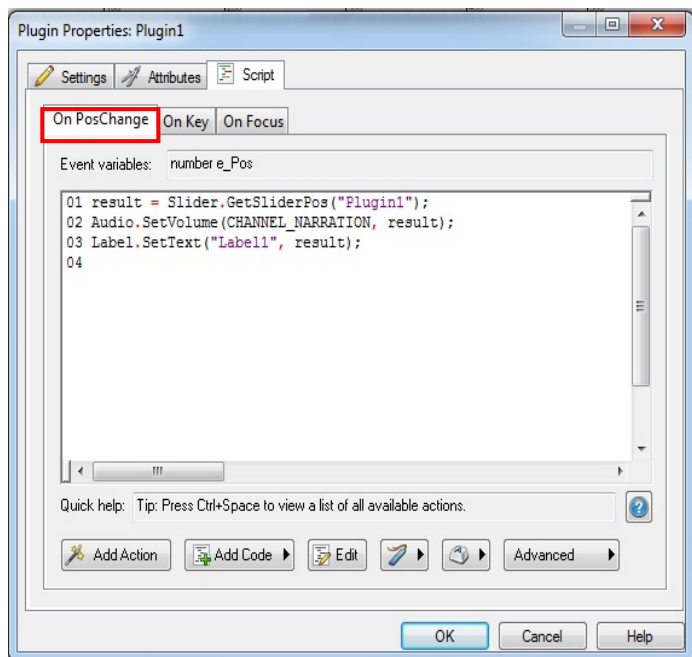 Plugin Properties: Plugin1
Settings Attributes Script
On PosChange On Key On Focus
Event variables: number e_Pos
01 result = Slider.GetSliderPos("Plugin1");
02 Audio.SetVolume(CHANNEL_NARRATION, result);
03 Label.SetText("Label1", result);
04
Quick help: Tip: Press Ctrl+Space to view a list of all available actions.
Add Action Add Code Edit Advanced
OK Cancel Help